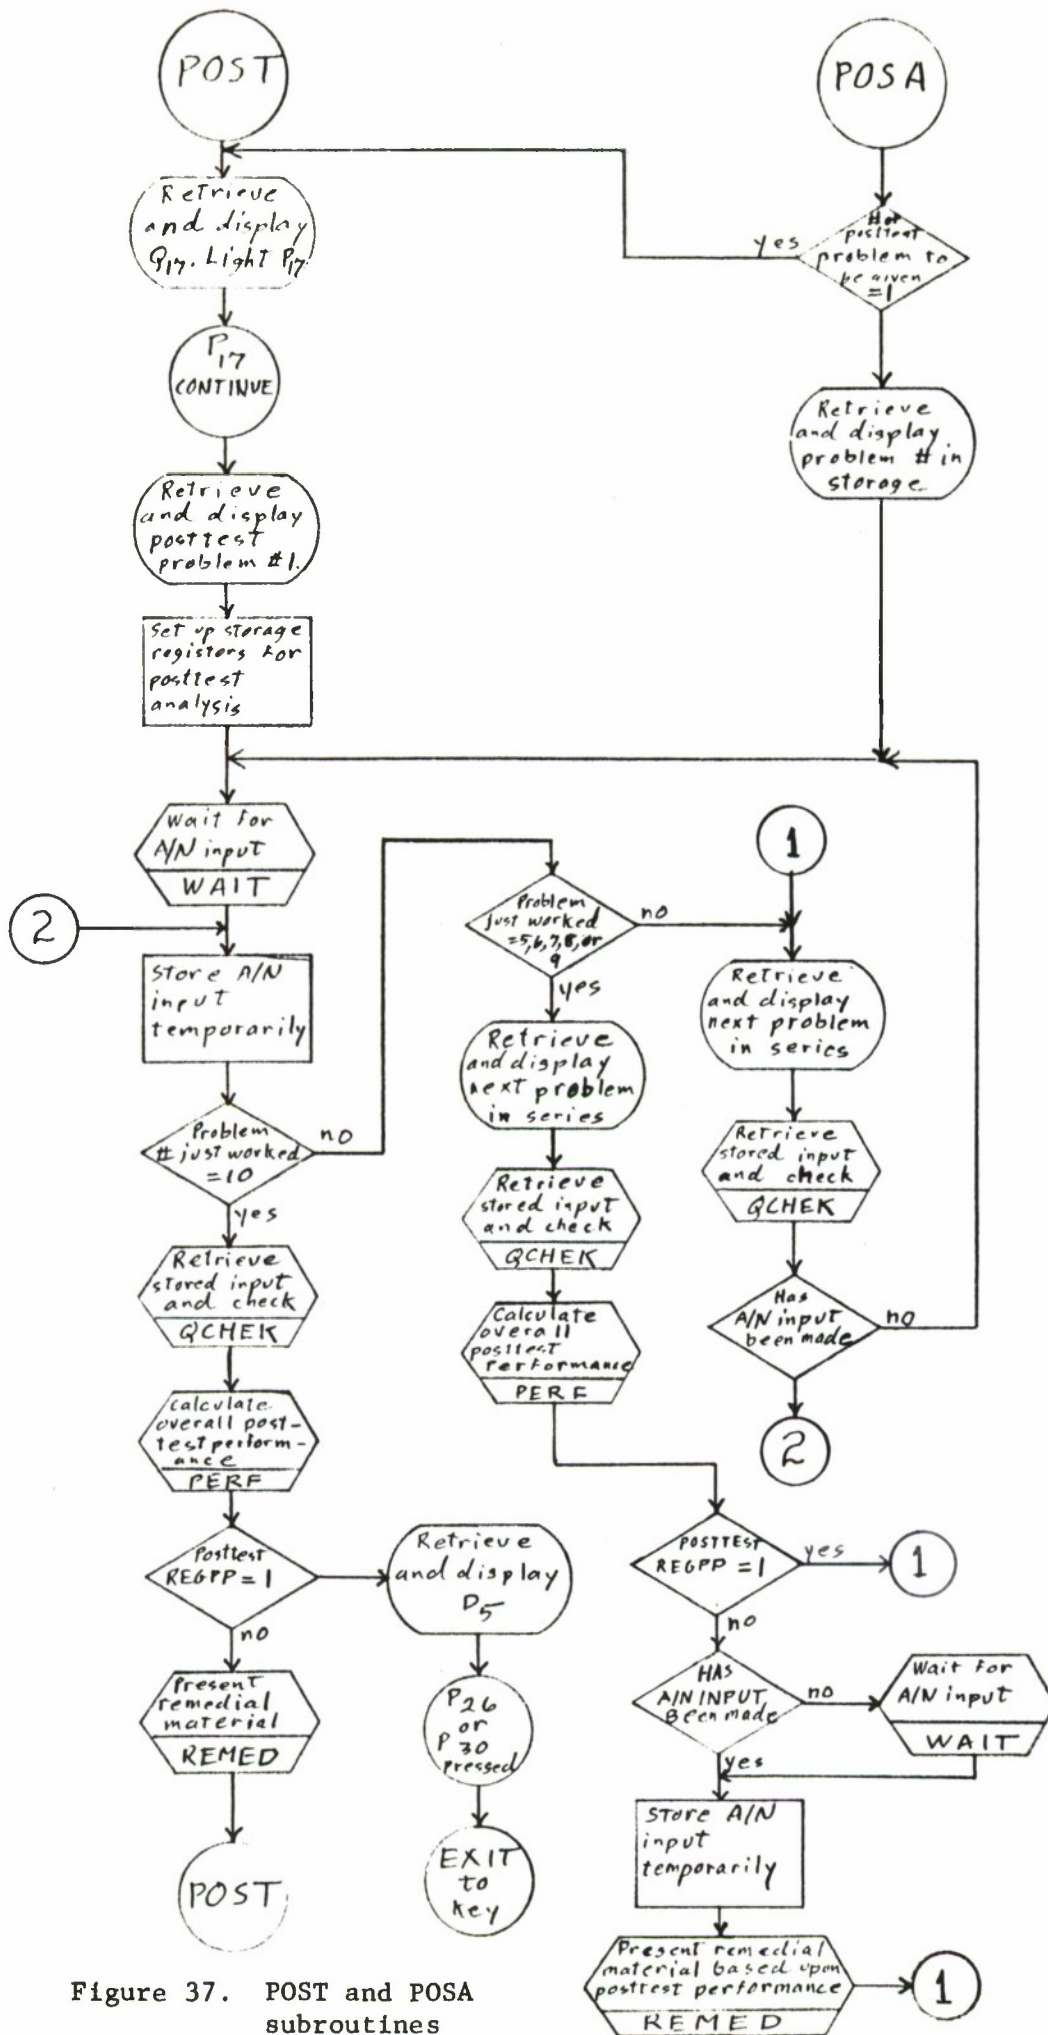 POST
Retrieve
and display
Q17. Light P17
P17
CONTINUE
Retrieve
and display
posttest
problem #1.
Set up storage
registors for
posttest
analysis
Wait for
A/N input
WAIT
2
Store A/N
input
temporarily
Problem
# just worked
=10
no
yes
Retrieve
stored input
and check
QCHEK
Calculate
overall post-
test perform-
ance
PERF
Posttest
REGPP=1
no
Present
remedial
material
REMED
POST
Retrieve
and display
D5
P26
or
P30
pressed
EXIT
to
key
POSA
# of
posttest
problem to
be given
=1
yes
Retrieve
and display
problem # in
storage
Problem
just worked
=5,6,7,8, or
9
no
yes
Retrieve
and display
next problem
in series
Retrieve
stored input
and check
QCHEK
Calculate
overall
posttest
performance
PERF
1
Retrieve
and display
next problem
in series
Retrieve
stored input
and check
QCHEK
Has
A/N input
been made
no
2
POSTTEST
REGPP=1
yes
1
no
HAS
A/N INPUT
Been made
no
Wait for
A/N input
WAIT
yes
Store A/N
input
temporarily
Present remedial
material based upon
posttest performance
REMED
1
Figure 37. POST and POSA
subroutines